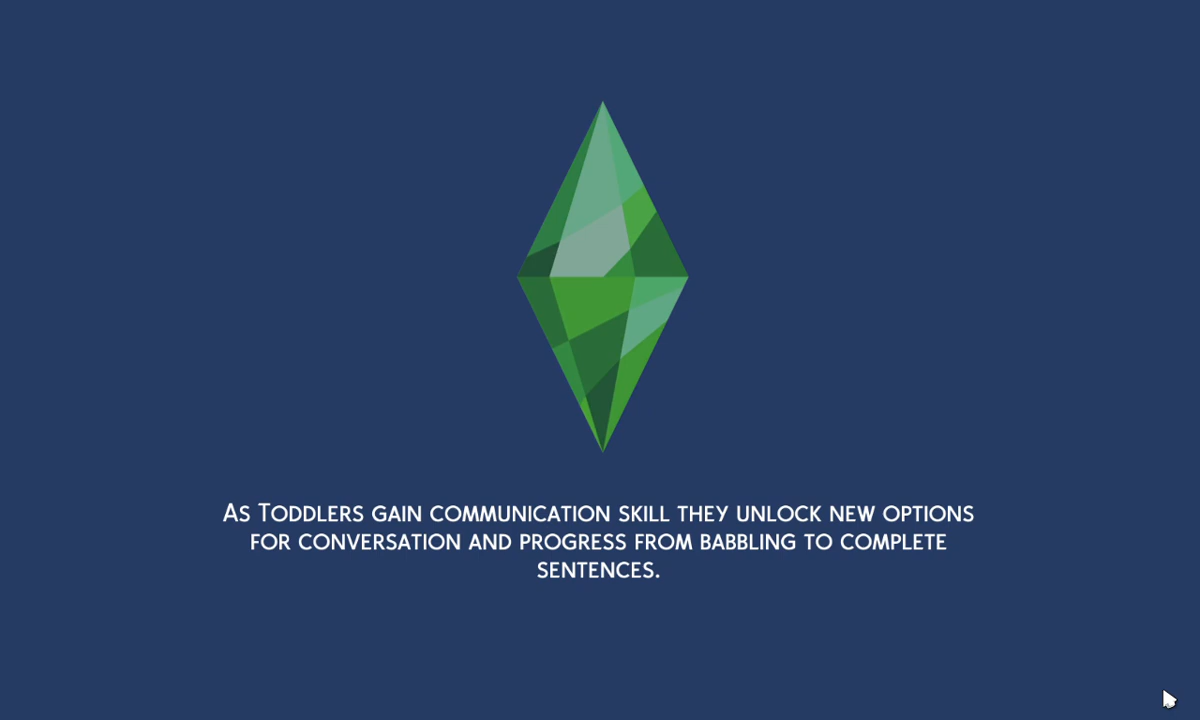 As Toddlers gain communication skill they unlock new options
for conversation and progress from babbling to complete
sentences.